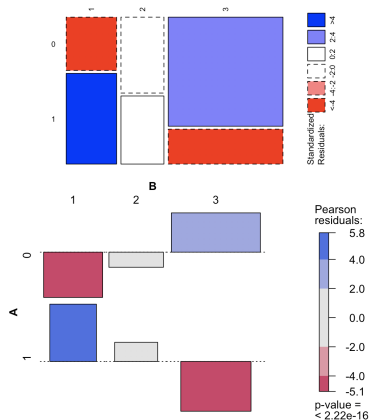 1 2 3
0
1
Standardized
Residuals:
<-4 -4:-2 -2:0 0:2 2:4 >4
B
1 2 3
A
0
1
Pearson
residuals:
5.8
4.0
2.0
0.0
-2.0
-4.0
-5.1
p-value =
< 2.22e-16